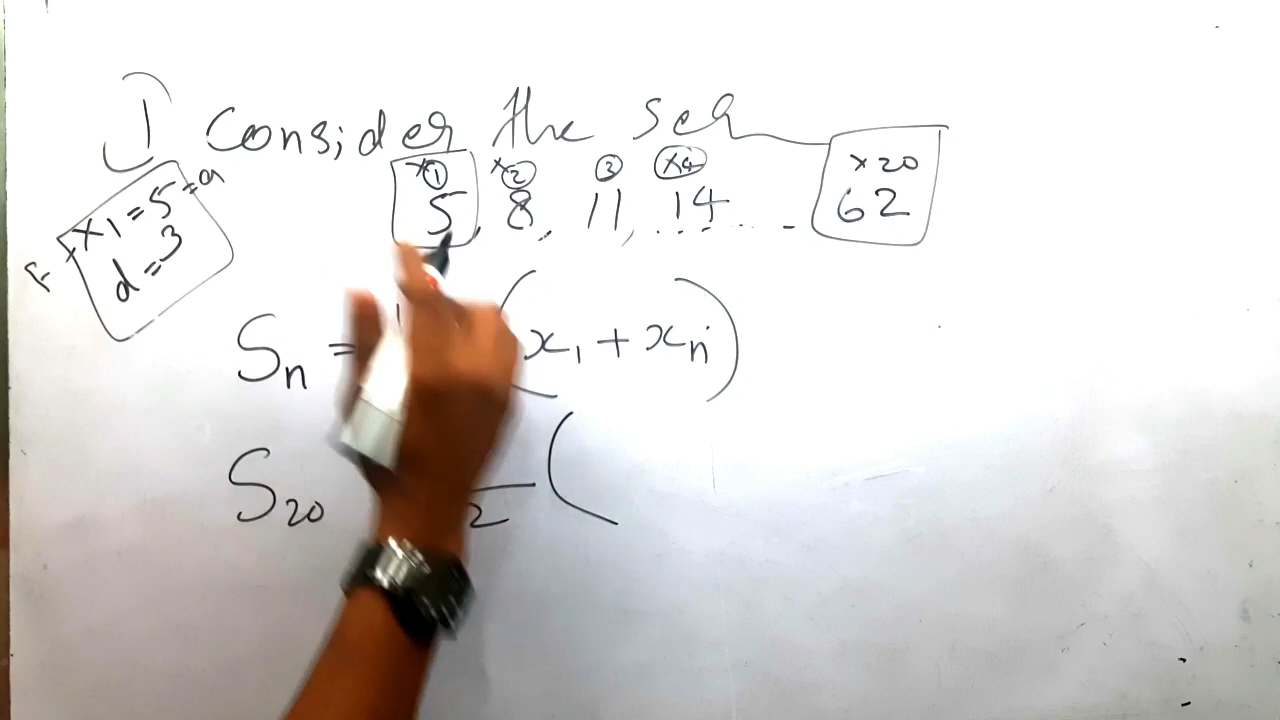 1) Consider the
x1 x2 3 x4 x20
5, 8, 11, 14 ....... 62
x1 = 5 = a
d = 3
Sn = (x1 + xn)
S20 2 (